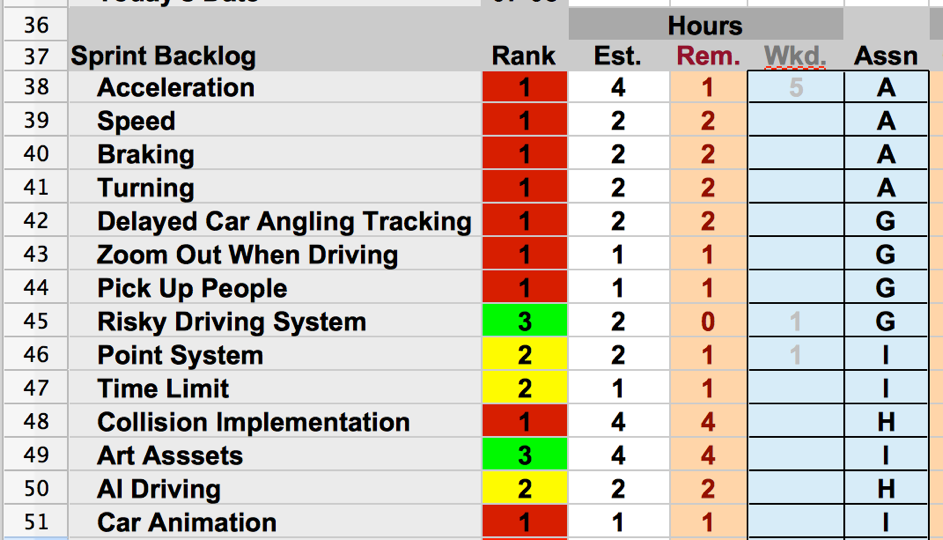 36 Hours
37 Sprint Backlog Rank Est. Rem. Wkd. Assn
38 Acceleration 1 4 1 5 A
39 Speed 1 2 2 A
40 Braking 1 2 2 A
41 Turning 1 2 2 A
42 Delayed Car Angling Tracking 1 2 2 G
43 Zoom Out When Driving 1 1 1 G
44 Pick Up People 1 1 1 G
45 Risky Driving System 3 2 0 1 G
46 Point System 2 2 1 1 I
47 Time Limit 2 1 1 I
48 Collision Implementation 1 4 4 H
49 Art Asssets 3 4 4 I
50 AI Driving 2 2 2 H
51 Car Animation 1 1 1 I